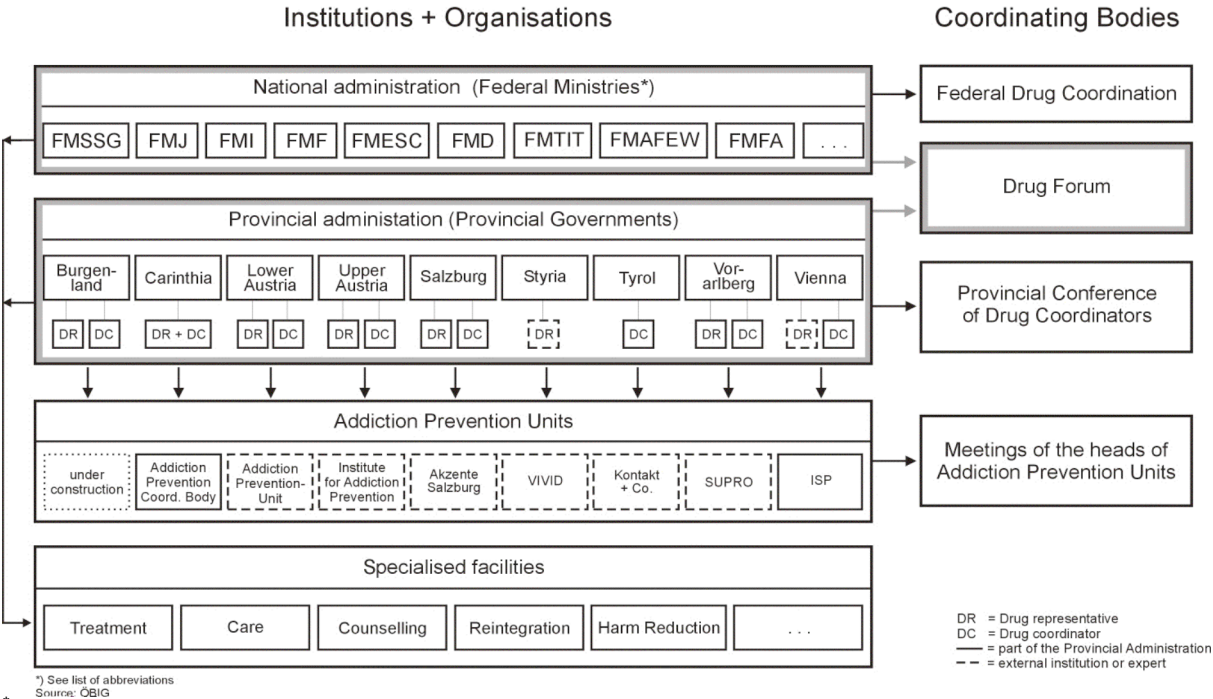 Institutions + Organisations
Coordinating Bodies
National administration (Federal Ministries*)
FMSSG
FMJ
FMI
FMF
FMESC
FMD
FMTIT
FMAFEW
FMFA
. . .
Federal Drug Coordination
Drug Forum
Provincial administation (Provincial Governments)
Burgen-
land
Carinthia
Lower
Austria
Upper
Austria
Salzburg
Styria
Tyrol
Vor-
arlberg
Vienna
DR
DC
DR + DC
DR
DC
DR
DC
DR
DC
DR
DC
DR
DC
DR
DC
Provincial Conference
of Drug Coordinators
Addiction Prevention Units
under
construction
Addiction
Prevention
Coord. Body
Addiction
Prevention-
Unit
Institute
for Addiction
Prevention
Akzente
Salzburg
VIVID
Kontakt
+ Co.
SUPRO
ISP
Meetings of the heads of
Addiction Prevention Units
Specialised facilities
Treatment
Care
Counselling
Reintegration
Harm Reduction
. . .
DR = Drug representative
DC = Drug coordinator
= part of the Provincial Administration
= external institution or expert
*) See list of abbreviations
Source: ÖBIG
*